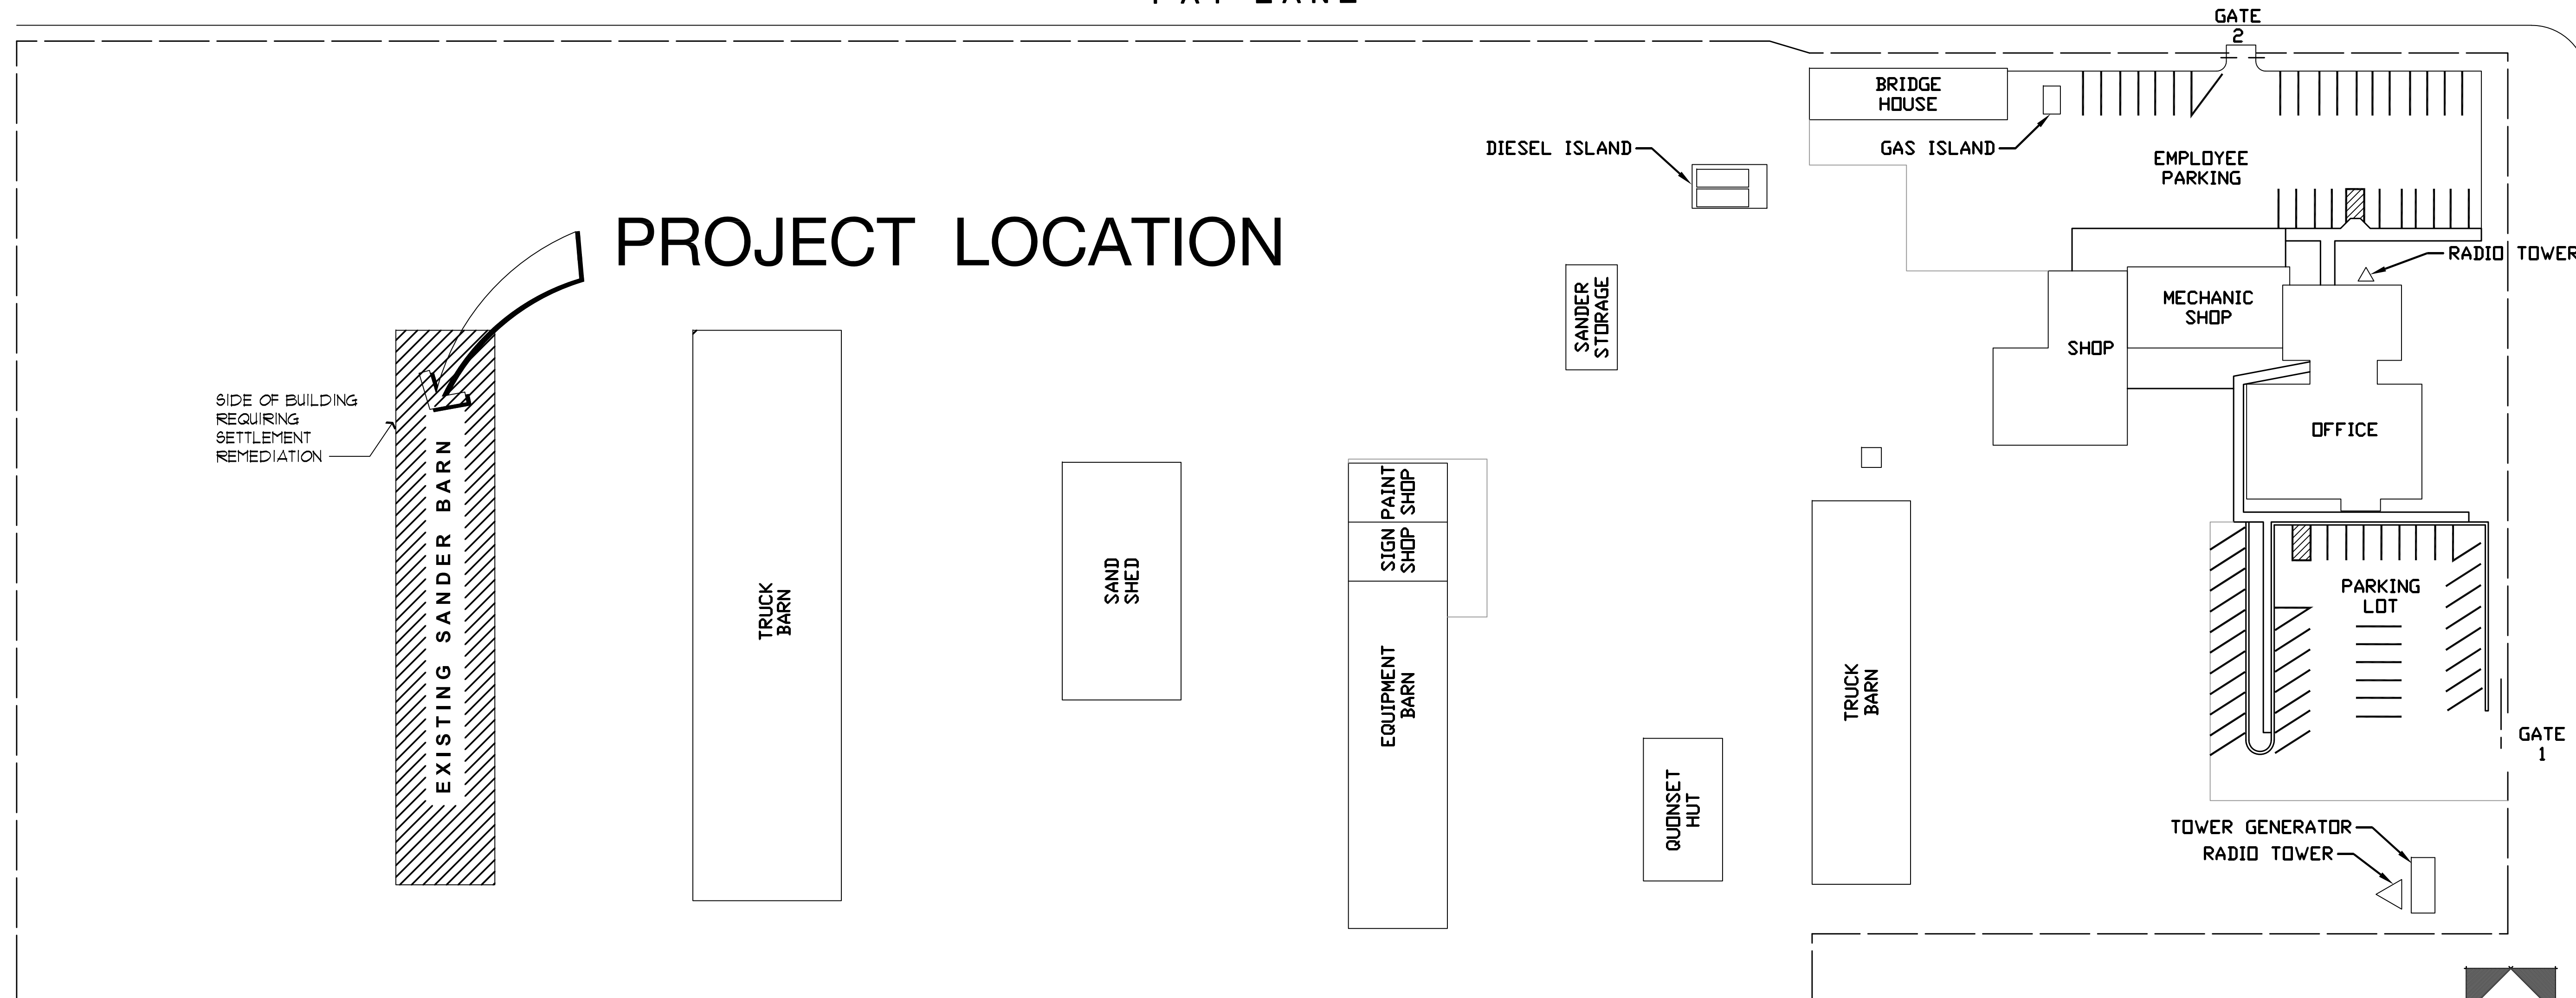 GATE
2
BRIDGE
HOUSE
DIESEL ISLAND
GAS ISLAND
EMPLOYEE
PARKING
PROJECT LOCATION
RADIO TOWER
SANDER
STORAGE
MECHANIC
SHOP
SHOP
SIDE OF BUILDING
REQUIRING
SETTLEMENT
REMEDIATION
OFFICE
EXISTING SANDER BARN
TRUCK
BARN
SAND
SHED
PAINT
SHOP
SIGN
SHOP
EQUIPMENT
BARN
PARKING
LOT
TRUCK
BARN
QUONSET
HUT
GATE
1
TOWER GENERATOR
RADIO TOWER